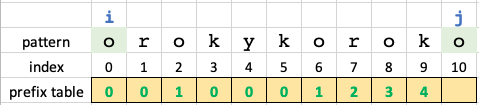 i j
pattern o r o k y k o r o k o
index 0 1 2 3 4 5 6 7 8 9 10
prefix table 0 0 1 0 0 0 1 2 3 4